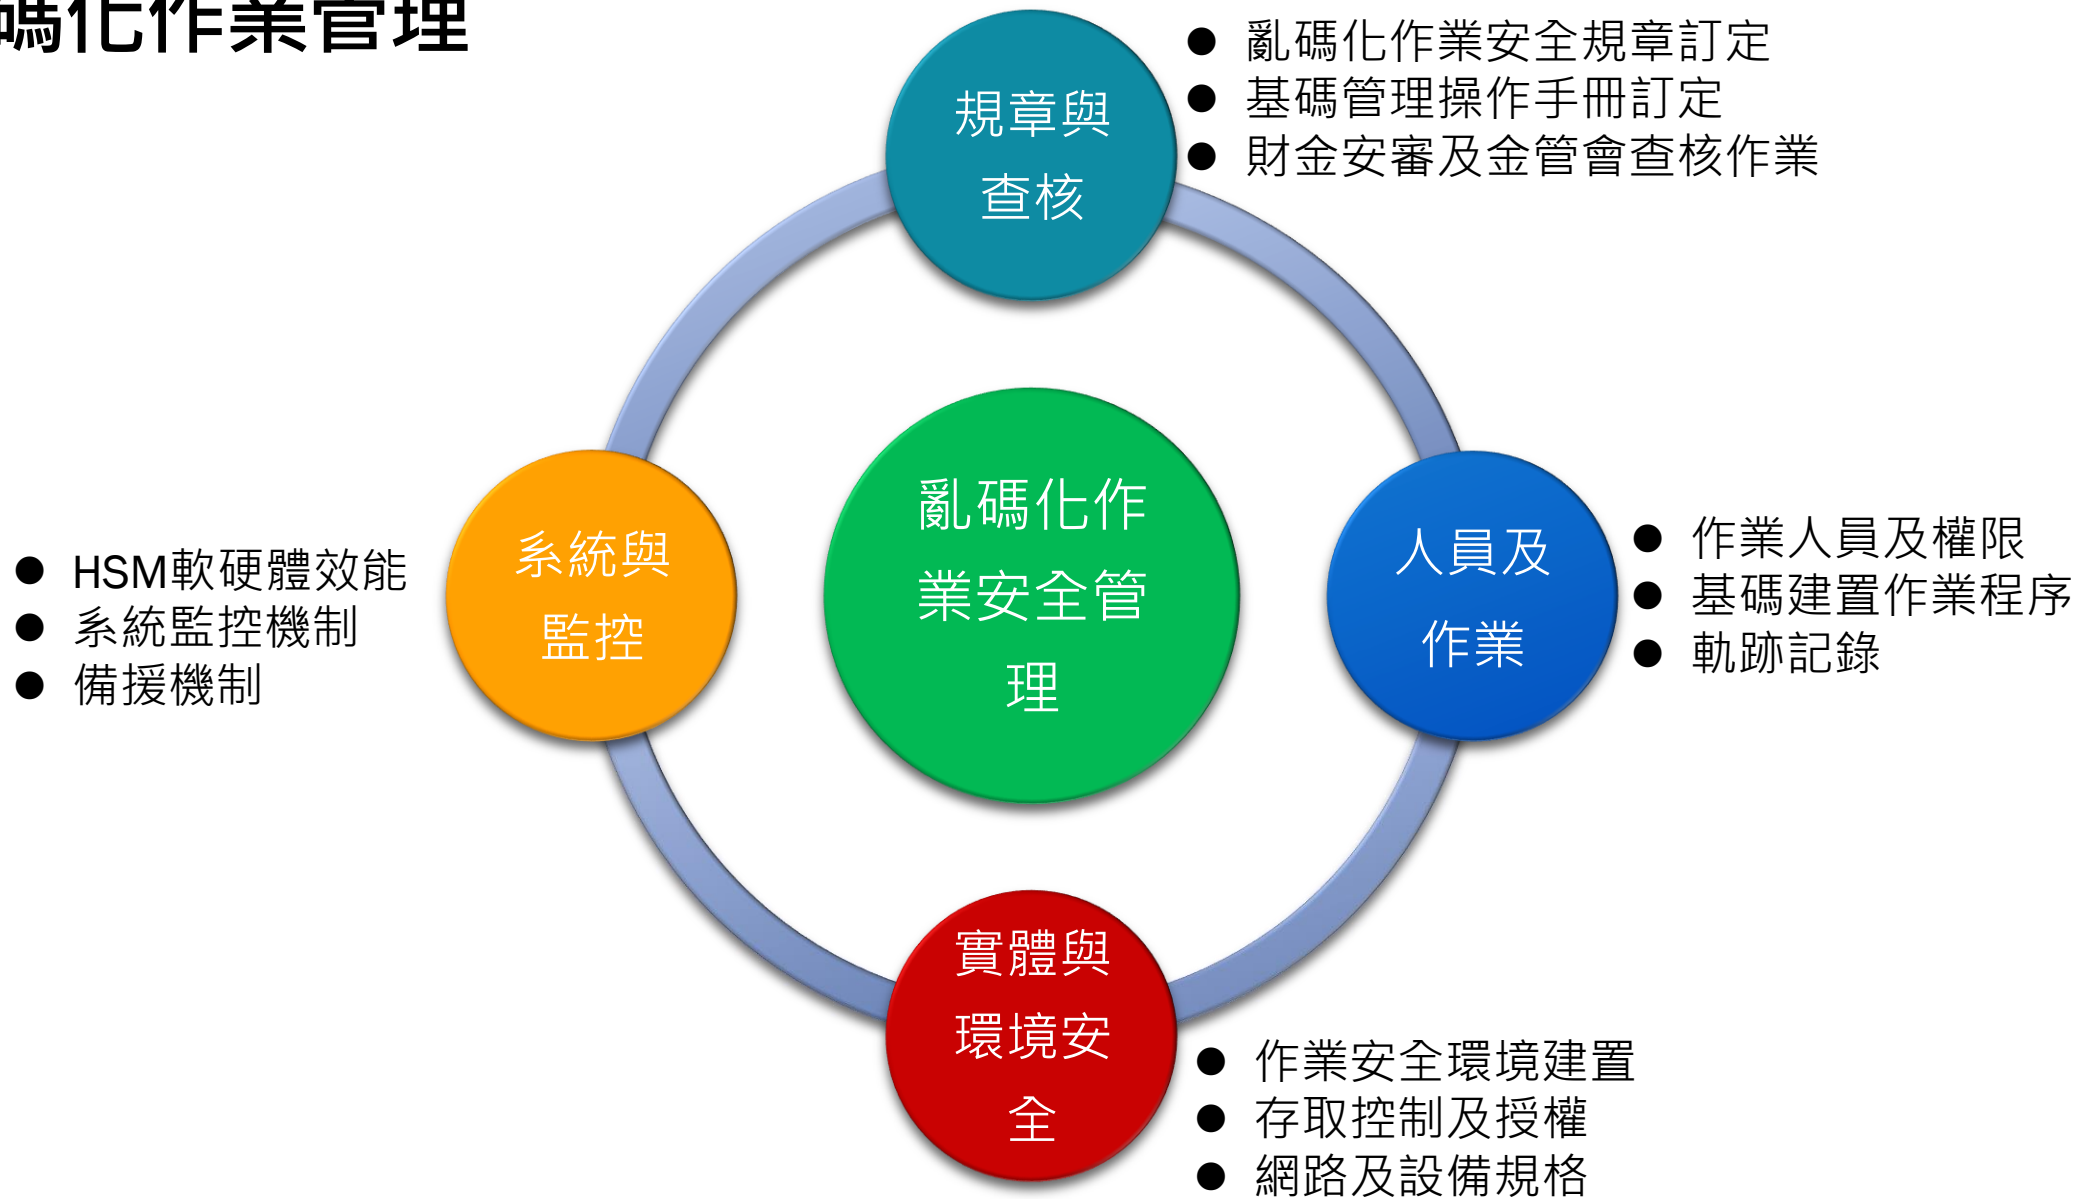 碼化作業管理
規章與
查核
● 亂碼化作業安全規章訂定
● 基碼管理操作手冊訂定
● 財金安審及金管會查核作業
● HSM軟硬體效能
● 系統監控機制
● 備援機制
系統與
監控
亂碼化作
業安全管
理
人員及
作業
● 作業人員及權限
● 基碼建置作業程序
● 軌跡記錄
實體與
環境安
全
● 作業安全環境建置
● 存取控制及授權
● 網路及設備規格